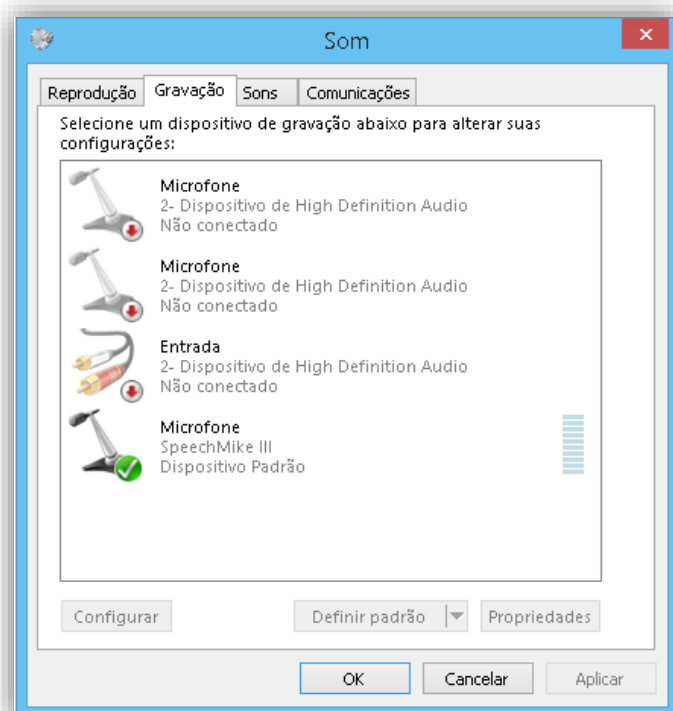 Som
Reprodução Gravação Sons Comunicações
Selecione um dispositivo de gravação abaixo para alterar suas
configurações:
Microfone
2- Dispositivo de High Definition Audio
Não conectado
Microfone
2- Dispositivo de High Definition Audio
Não conectado
Entrada
2- Dispositivo de High Definition Audio
Não conectado
Microfone
SpeechMike III
Dispositivo Padrão
Configurar Definir padrão Propriedades
OK Cancelar Aplicar